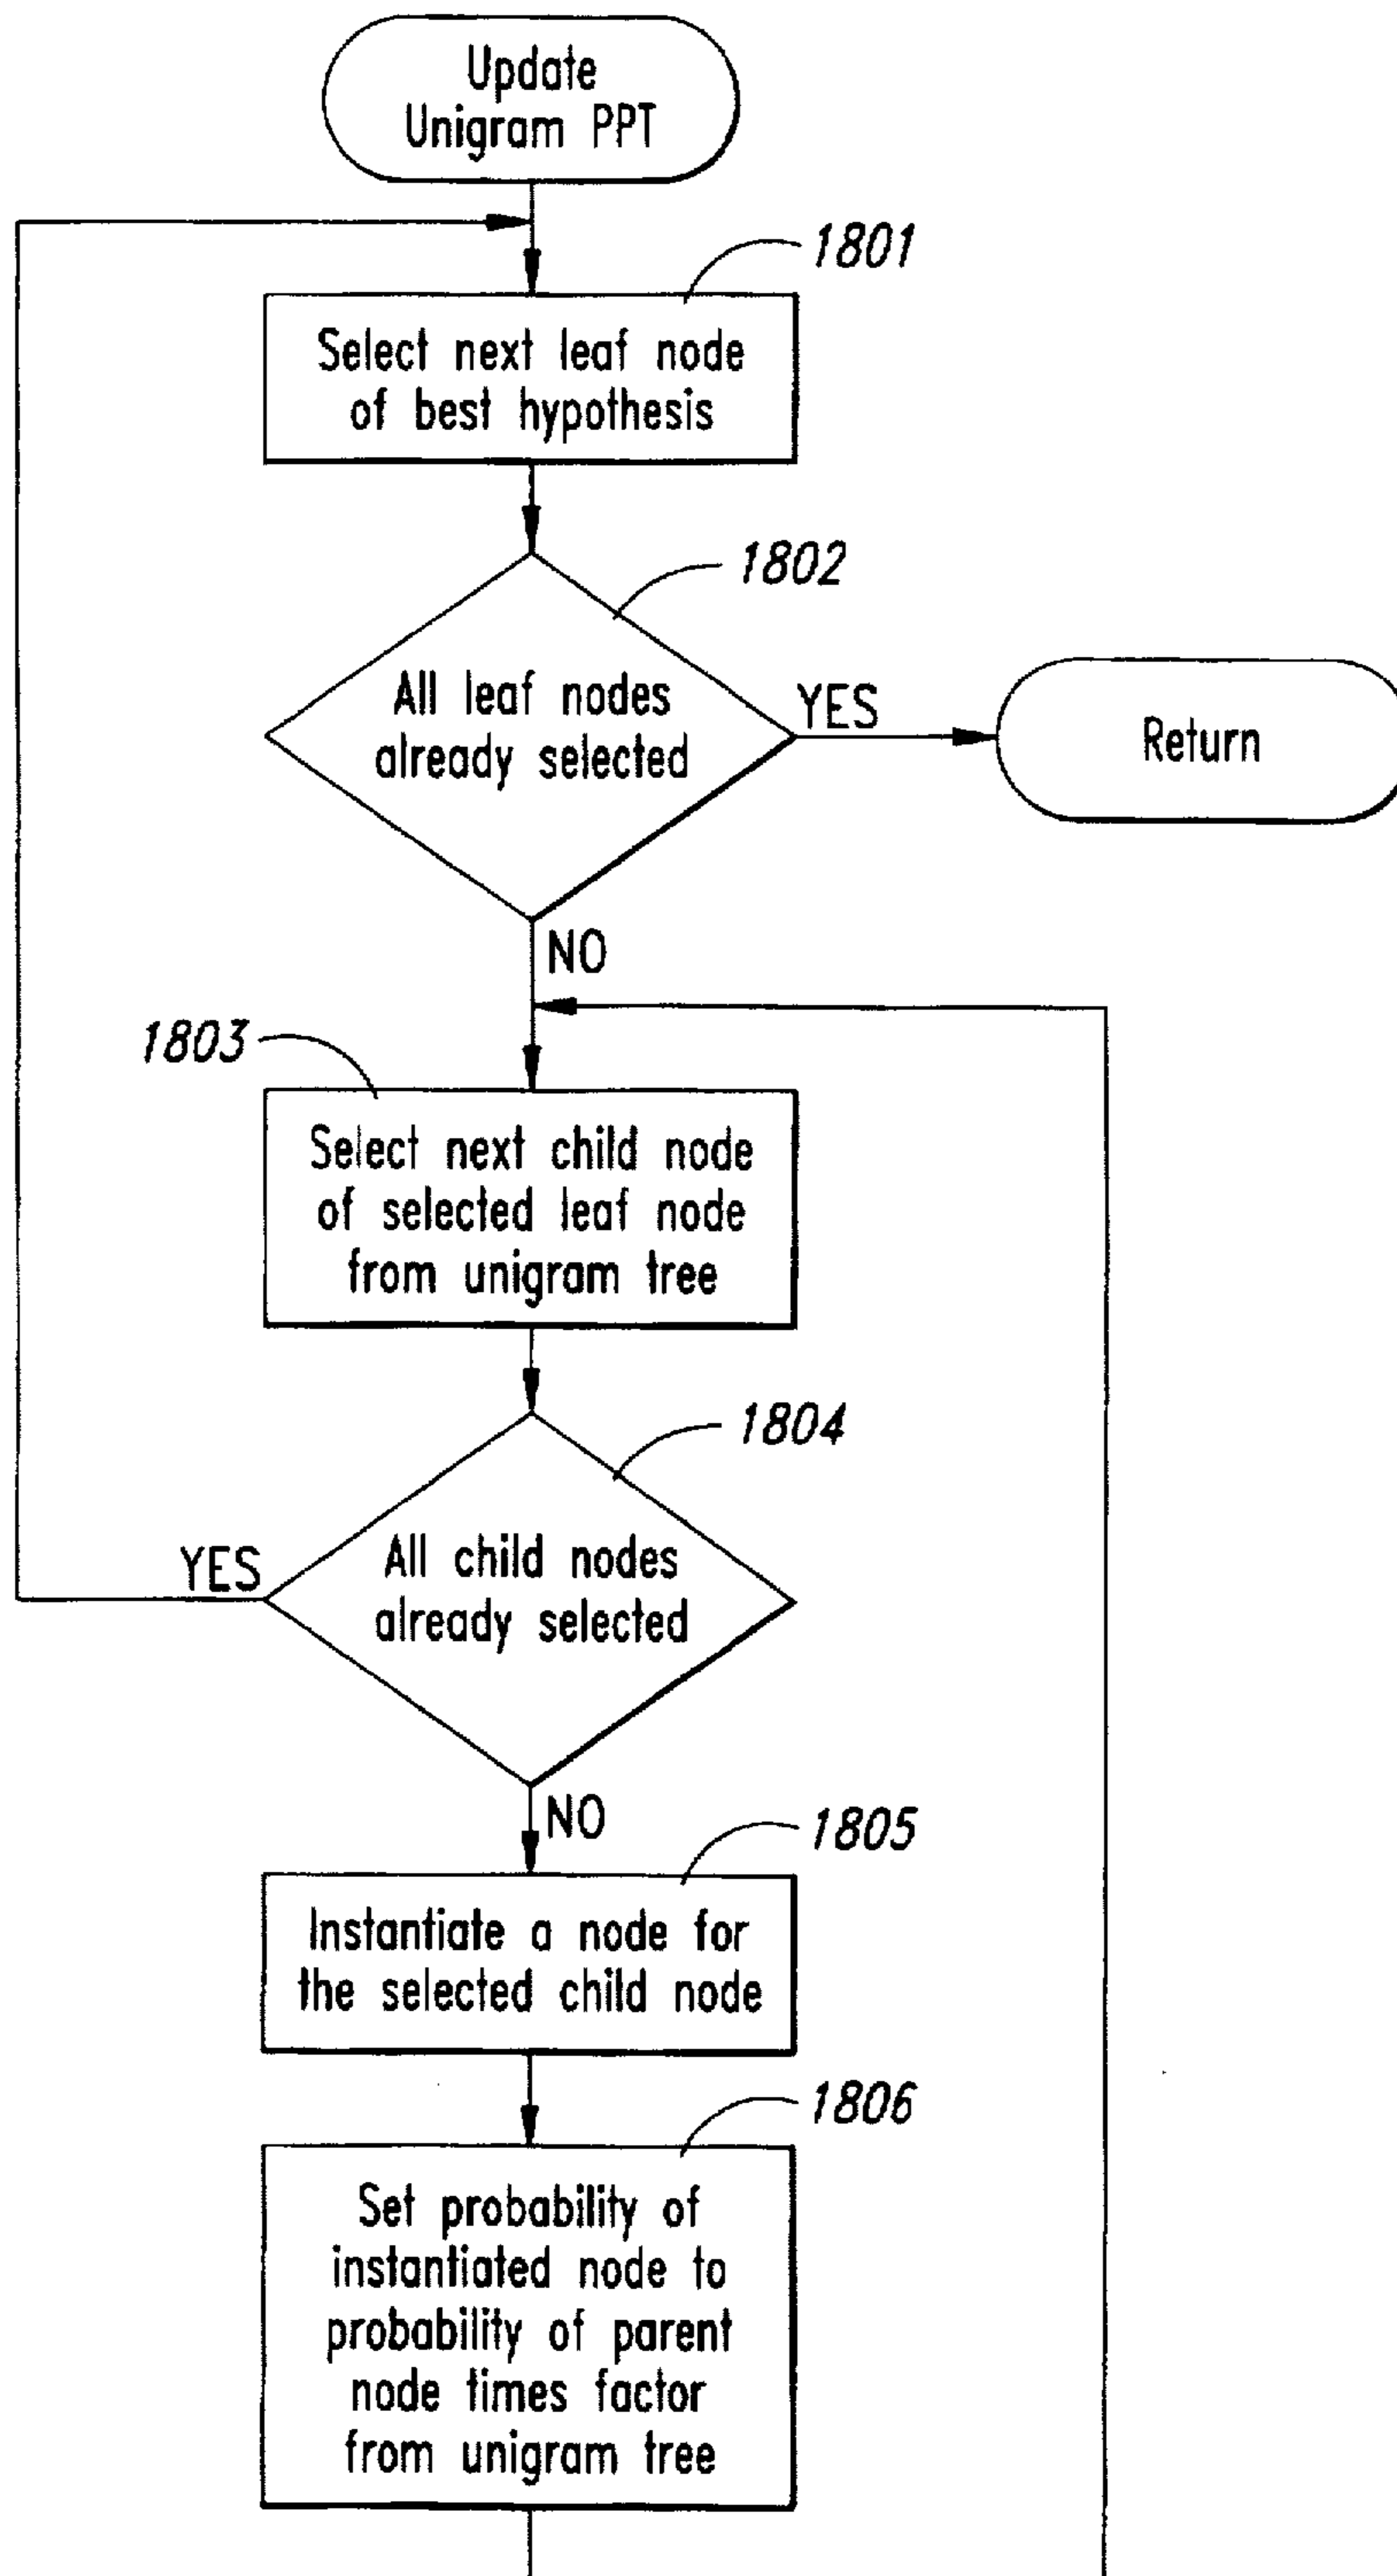 Update
Unigram PPT
1801
Select next leaf node
of best hypothesis
1802
All leaf nodes
already selected
YES
Return
NO
1803
Select next child node
of selected leaf node
from unigram tree
1804
All child nodes
already selected
YES
NO
1805
Instantiate a node for
the selected child node
1806
Set probability of
instantiated node to
probability of parent
node times factor
from unigram tree